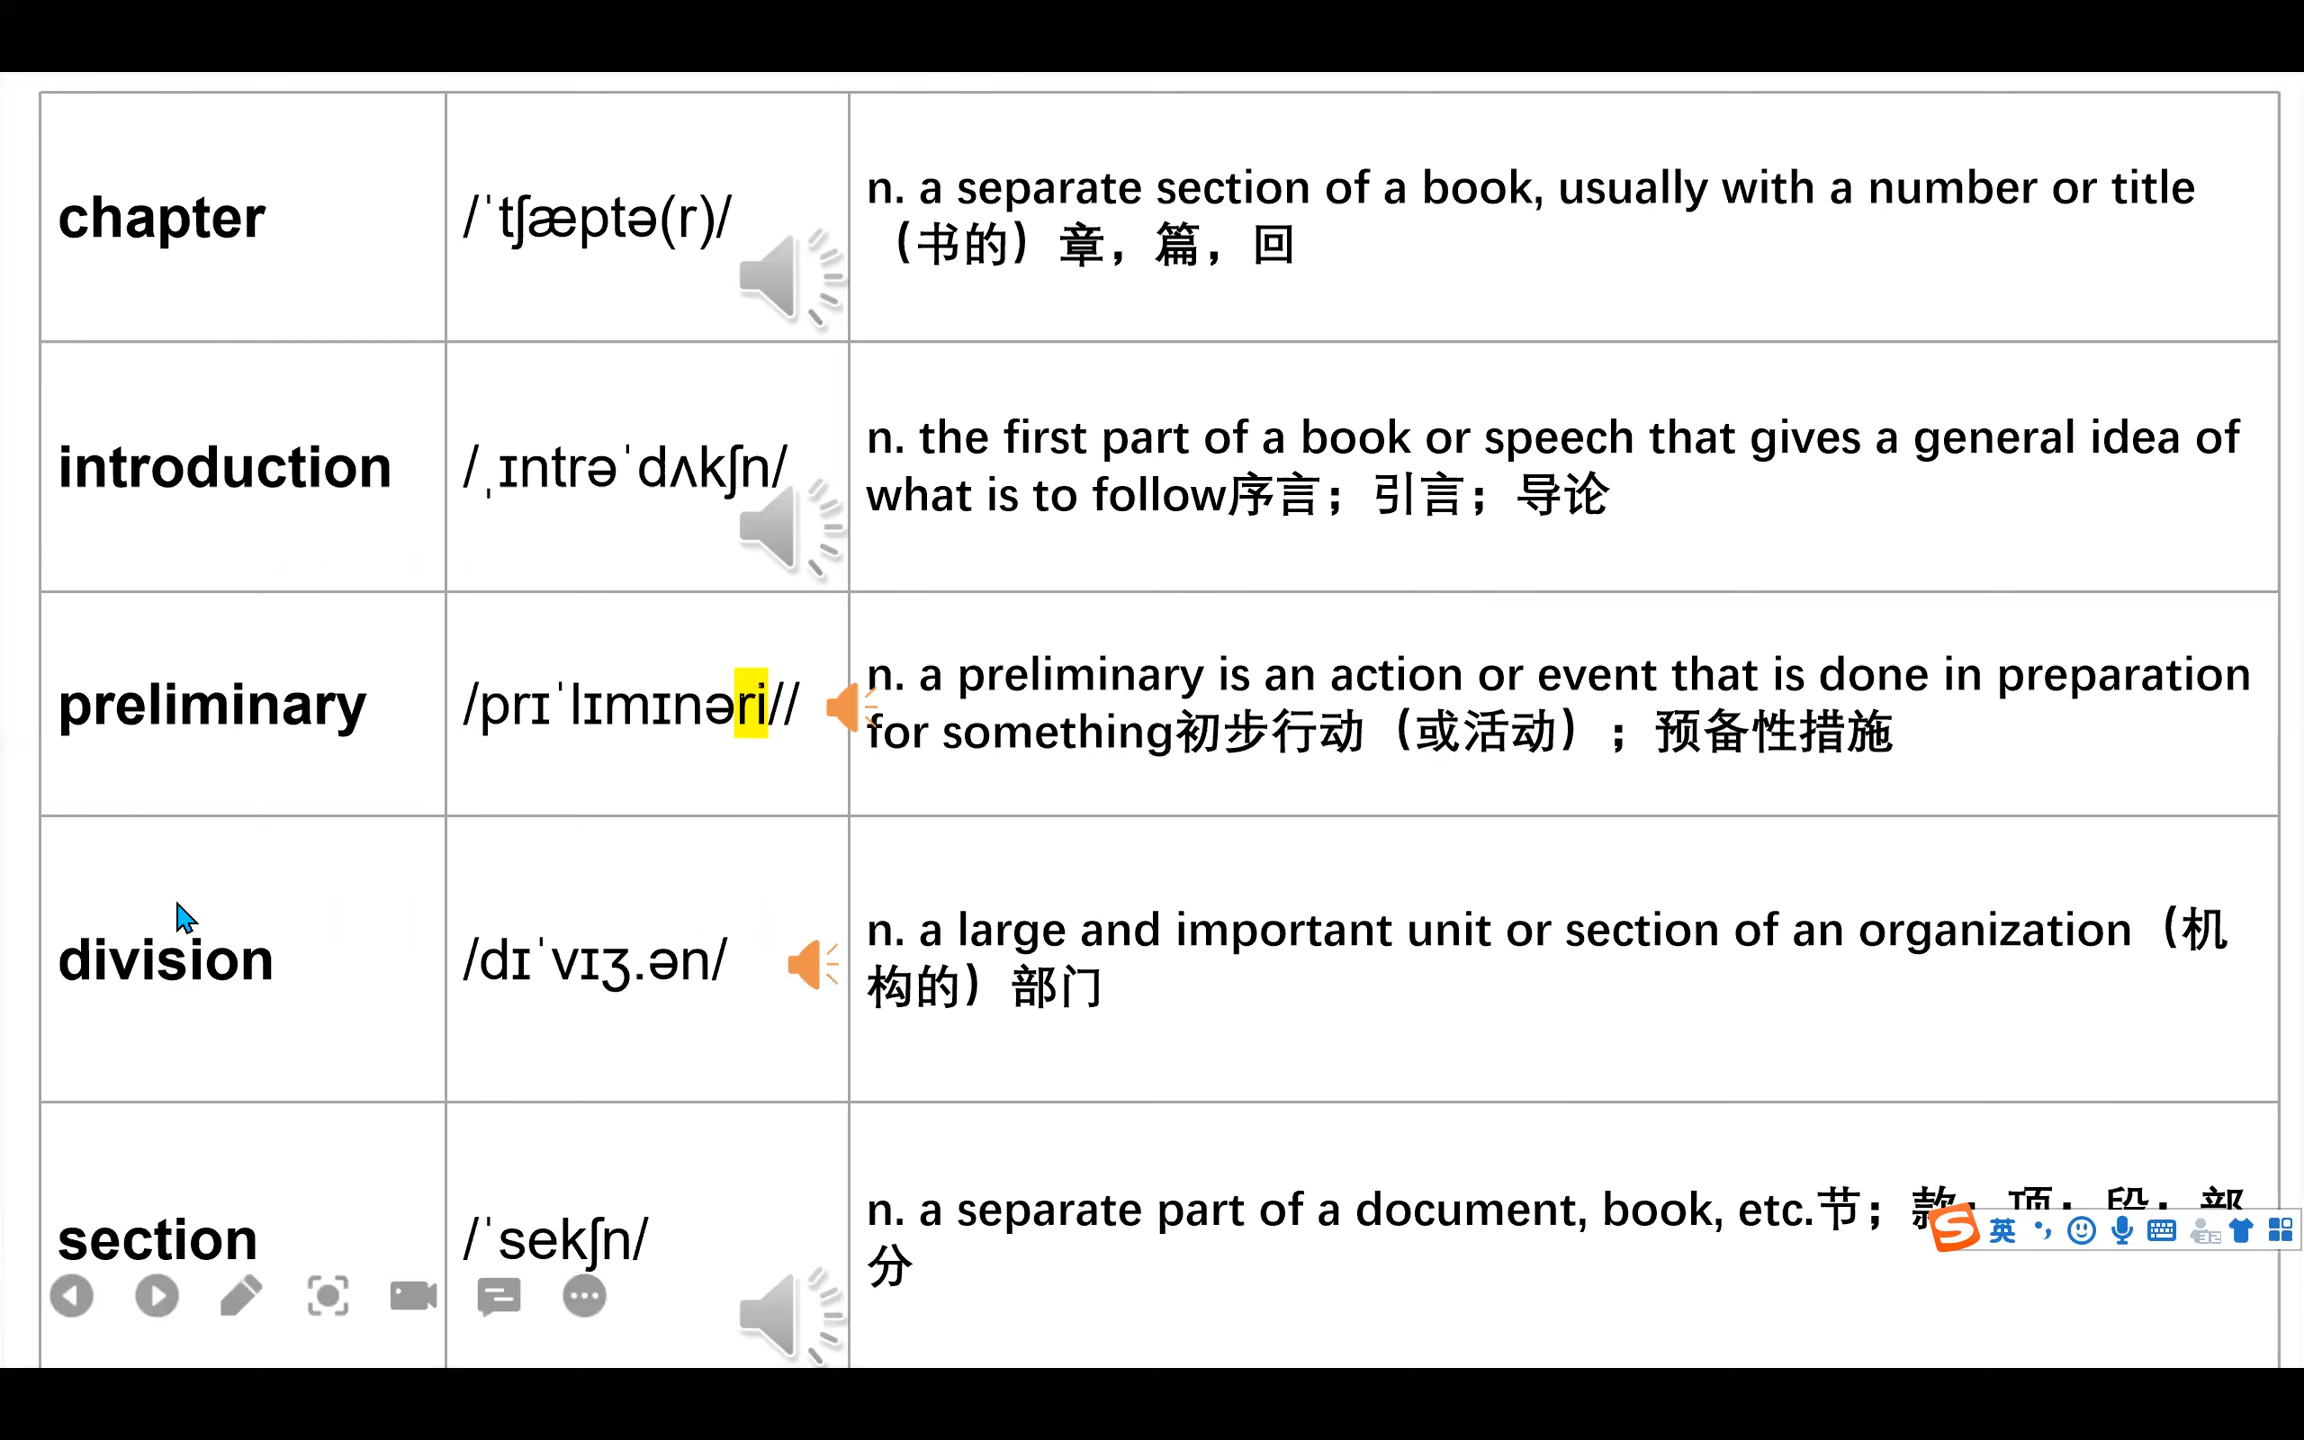 chapter
/ˈtʃæptə(r)/
n. a separate section of a book, usually with a number or title
（书的）章，篇，回
introduction
/ˌɪntrəˈdʌkʃn/
n. the first part of a book or speech that gives a general idea of
what is to follow序言；引言；导论
preliminary
/prɪˈlɪmɪnəri//
n. a preliminary is an action or event that is done in preparation
for something初步行动（或活动）；预备性措施
division
/dɪˈvɪʒ.ən/
n. a large and important unit or section of an organization（机
构的）部门
section
/ˈsekʃn/
n. a separate part of a document, book, etc.节；款；项；段；部
分
英